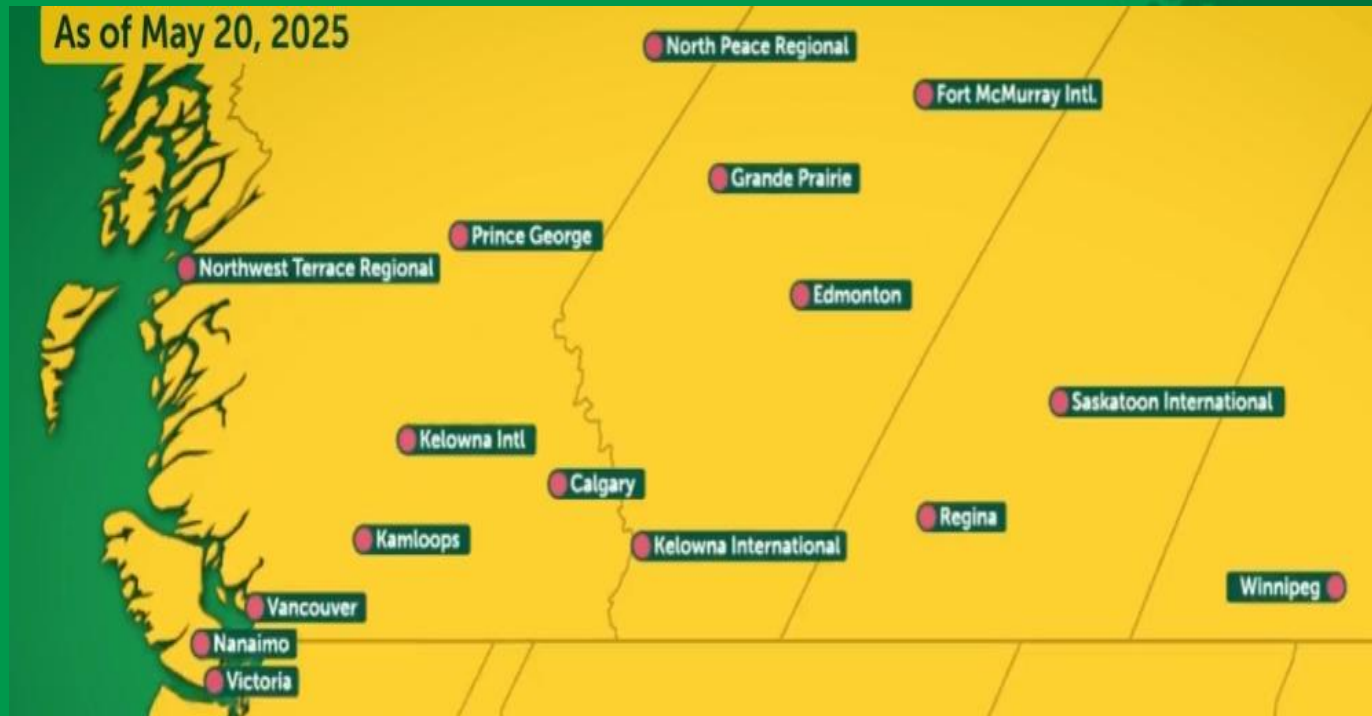 As of May 20, 2025
North Peace Regional
Fort McMurray Intl.
Grande Prairie
Prince George
Northwest Terrace Regional
Edmonton
Saskatoon International
Kelowna Intl
Calgary
Regina
Kamloops
Kelowna International
Winnipeg
Vancouver
Nanaimo
Victoria